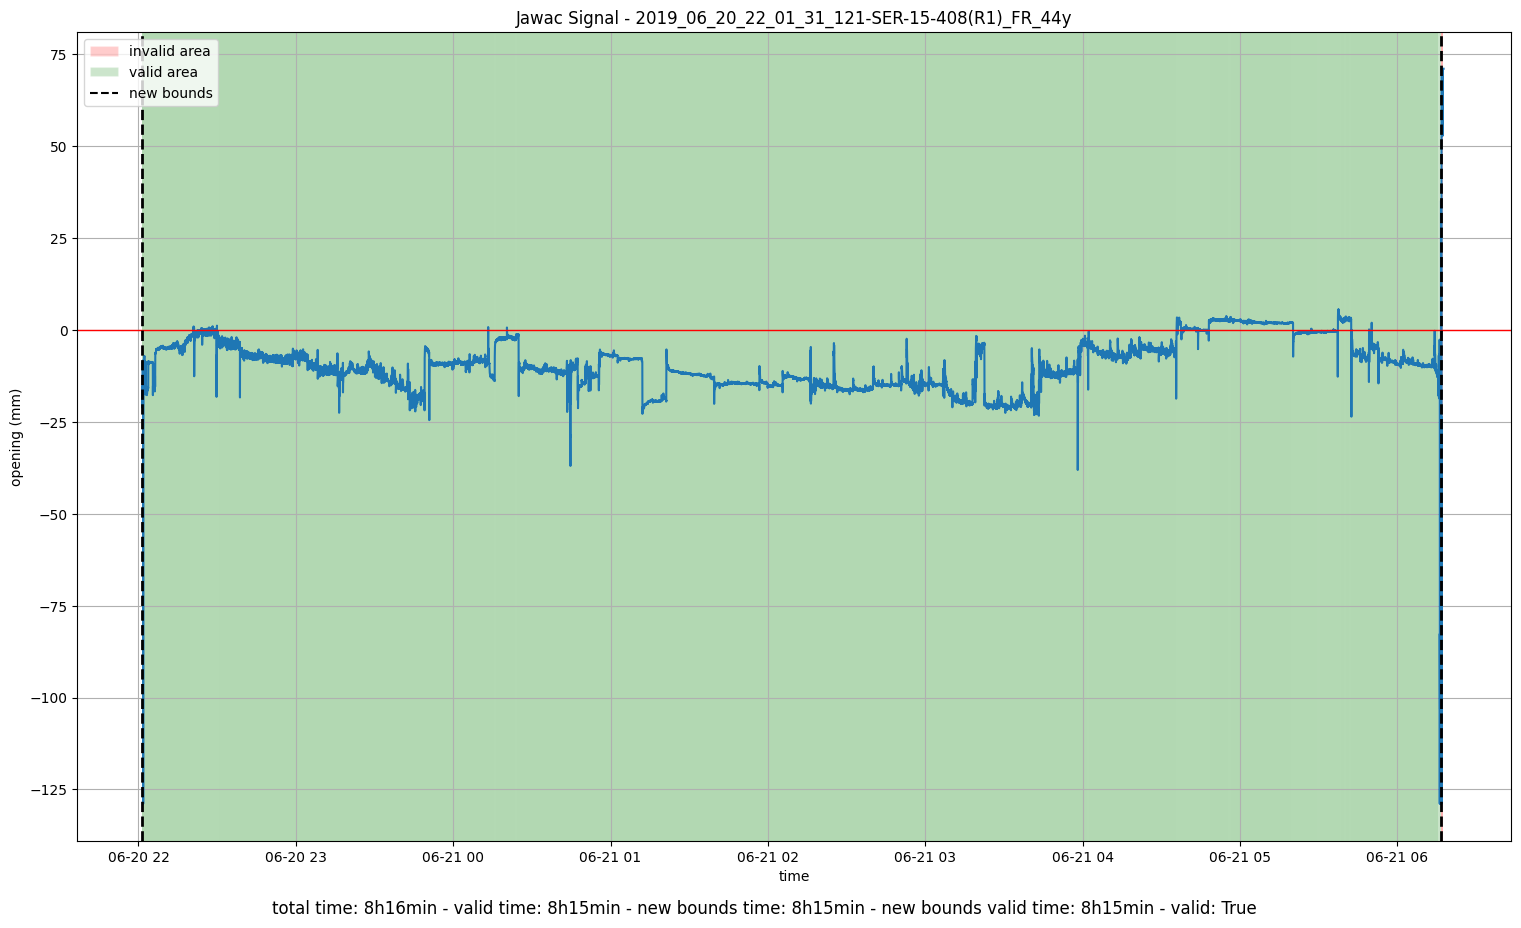 Jawac Signal - 2019_06_20_22_01_31_121-SER-15-408(R1)_FR_44y
invalid area
valid area
new bounds
75
50
25
0
−25
−50
−75
−100
−125
opening (mm)
06-20 22 06-20 23 06-21 00 06-21 01 06-21 02 06-21 03 06-21 04 06-21 05 06-21 06
time
total time: 8h16min - valid time: 8h15min - new bounds time: 8h15min - new bounds valid time: 8h15min - valid: True